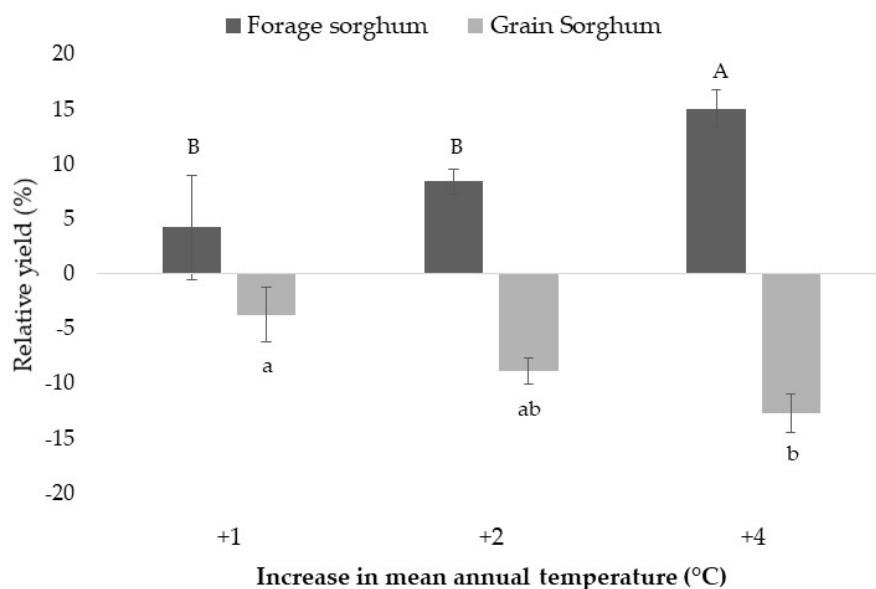 Forage sorghum Grain Sorghum
Relative yield (%)
20
15
10
5
0
-5
-10
-15
-20
B
a
B
ab
A
b
+1 +2 +4
Increase in mean annual temperature (°C)